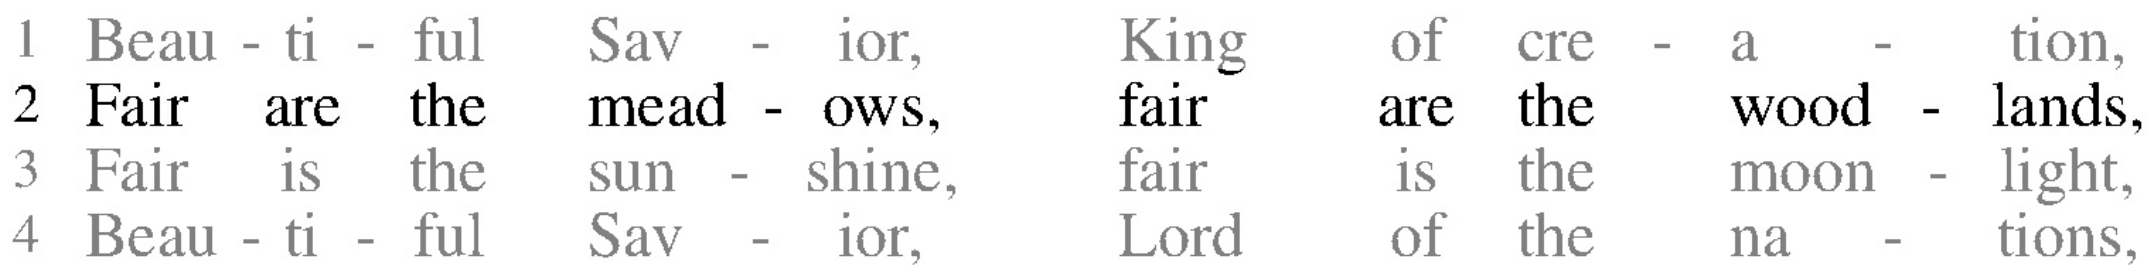 1 Beau - ti - ful Sav - ior, King of cre - a - tion,
2 Fair are the mead - ows, fair are the wood - lands,
3 Fair is the sun - shine, fair is the moon - light,
4 Beau - ti - ful Sav - ior, Lord of the na - tions,